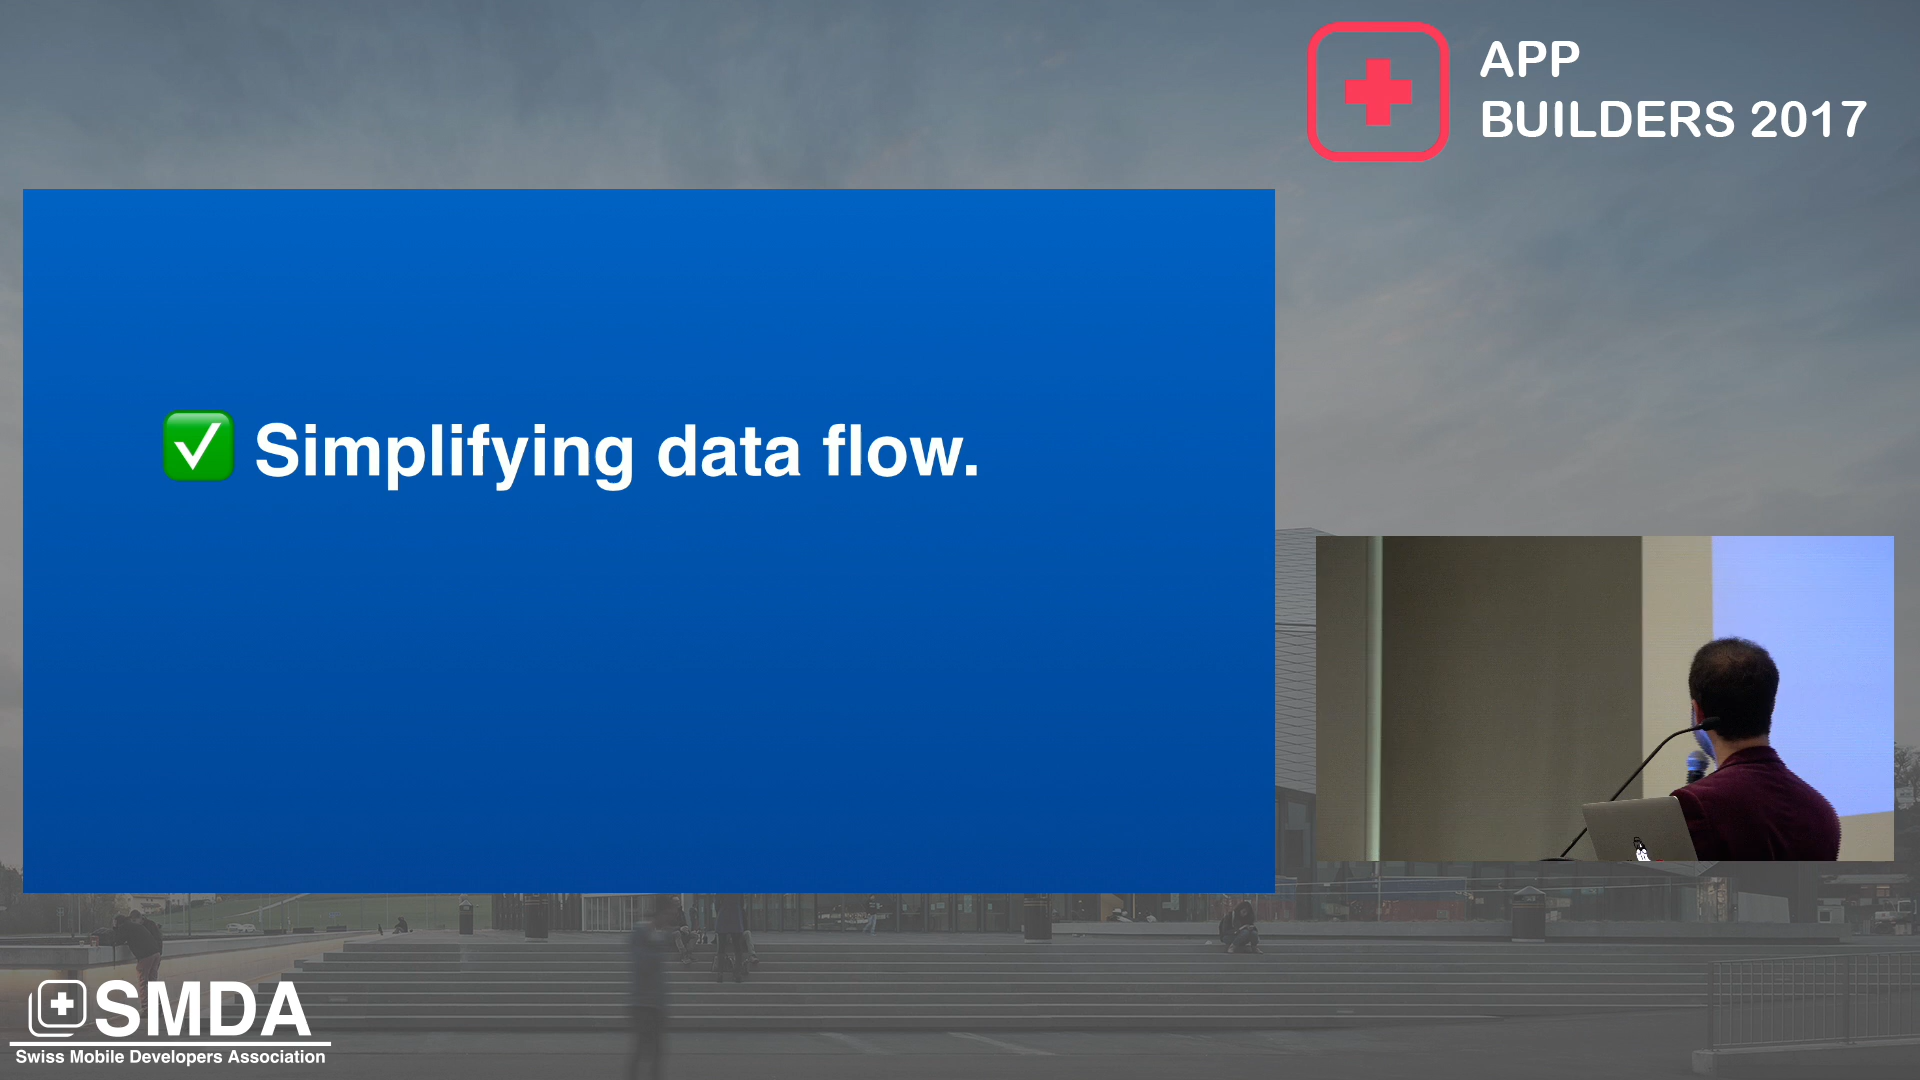 APP
BUILDERS 2017
✅ Simplifying data flow.
SMDA
Swiss Mobile Developers Association